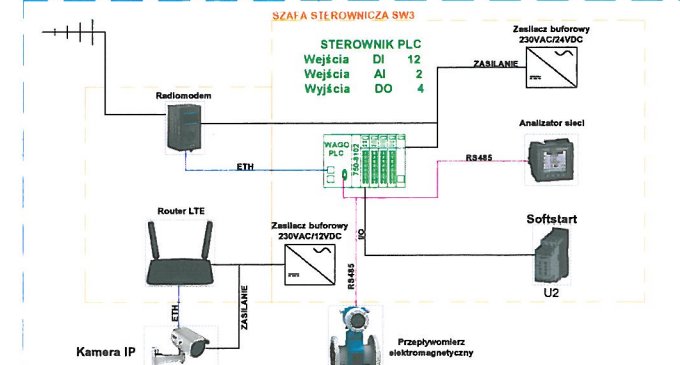 SZAFA STEROWNICZA SW3
STEROWNIK PLC
Wejścia DI 12
Wejścia AI 2
Wyjścia DO 4
Zasilacz buforowy
230VAC/24VDC
ZASILANIE
Radiomodem
Analizator sieci
WAGO
PLC
750-8102
ETH
RS485
Router LTE
Zasilacz buforowy
230VAC/12VDC
I/O
Softstart
U2
RS485
ETH
ZASILANIE
Kamera IP
Przepływomierz
elektromagnetyczny